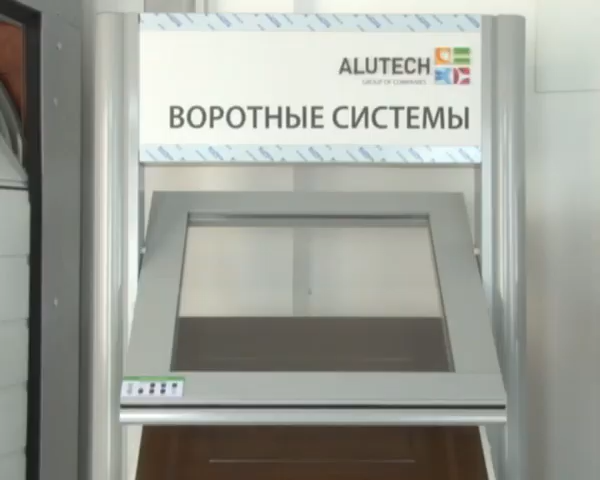 ALUTECH
GROUP OF COMPANIES
ВОРОТНЫЕ СИСТЕМЫ